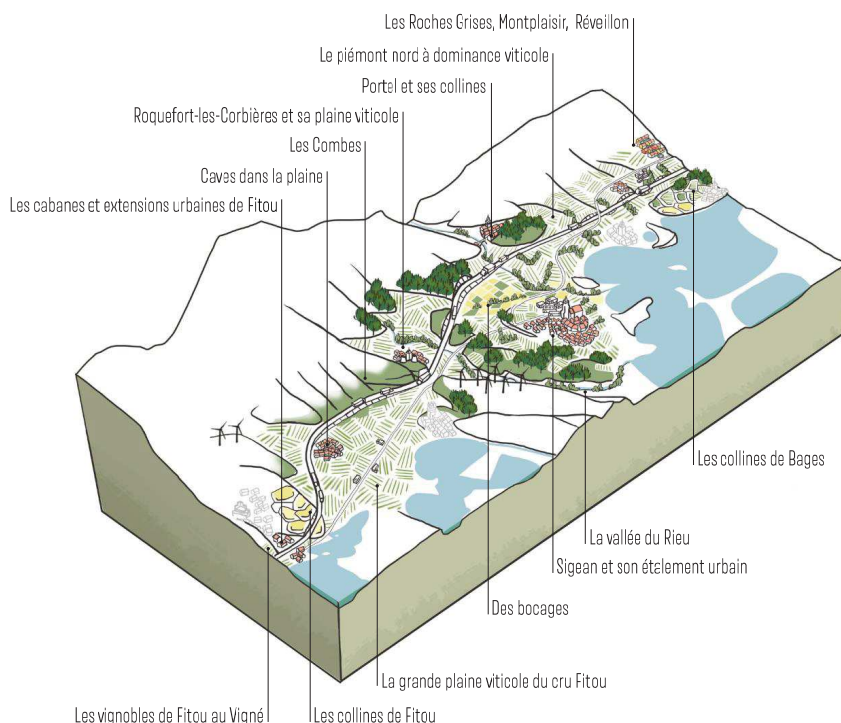 Les Roches Grises, Montplaisir, Réveillon
Le piémont nord à dominance viticole
Portel et ses collines
Roquefort-les-Corbières et sa plaine viticole
Les Combes
Caves dans la plaine
Les cabanes et extensions urbaines de Fitou
Les collines de Bages
La vallée du Rieu
Sigean et son étalement urbain
Des bocages
La grande plaine viticole du cru Fitou
Les vignobles de Fitou au Vigné
Les collines de Fitou